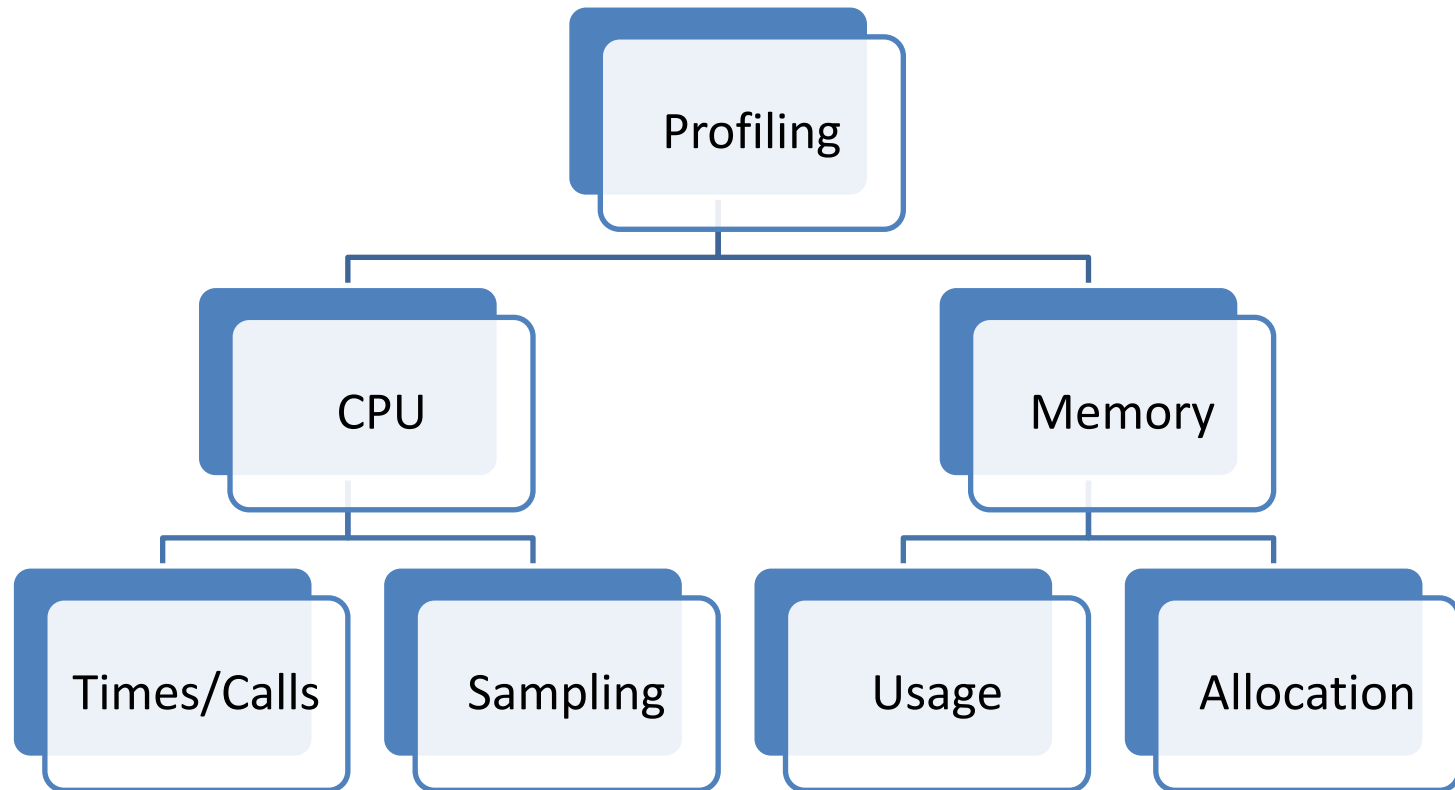 Profiling
CPU
Memory
Times/Calls
Sampling
Usage
Allocation